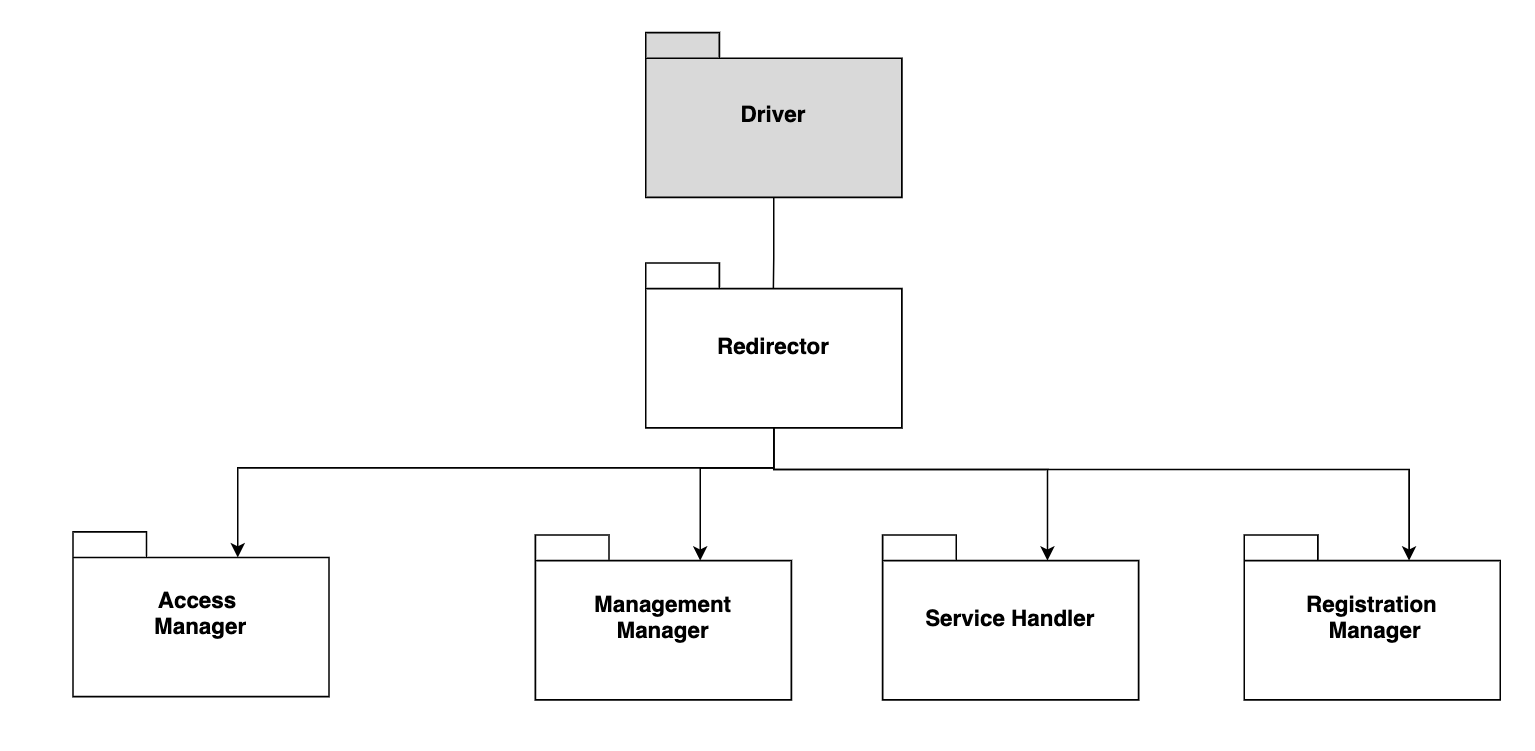 Driver
Redirector
Access
Manager
Management
Manager
Service Handler
Registration
Manager